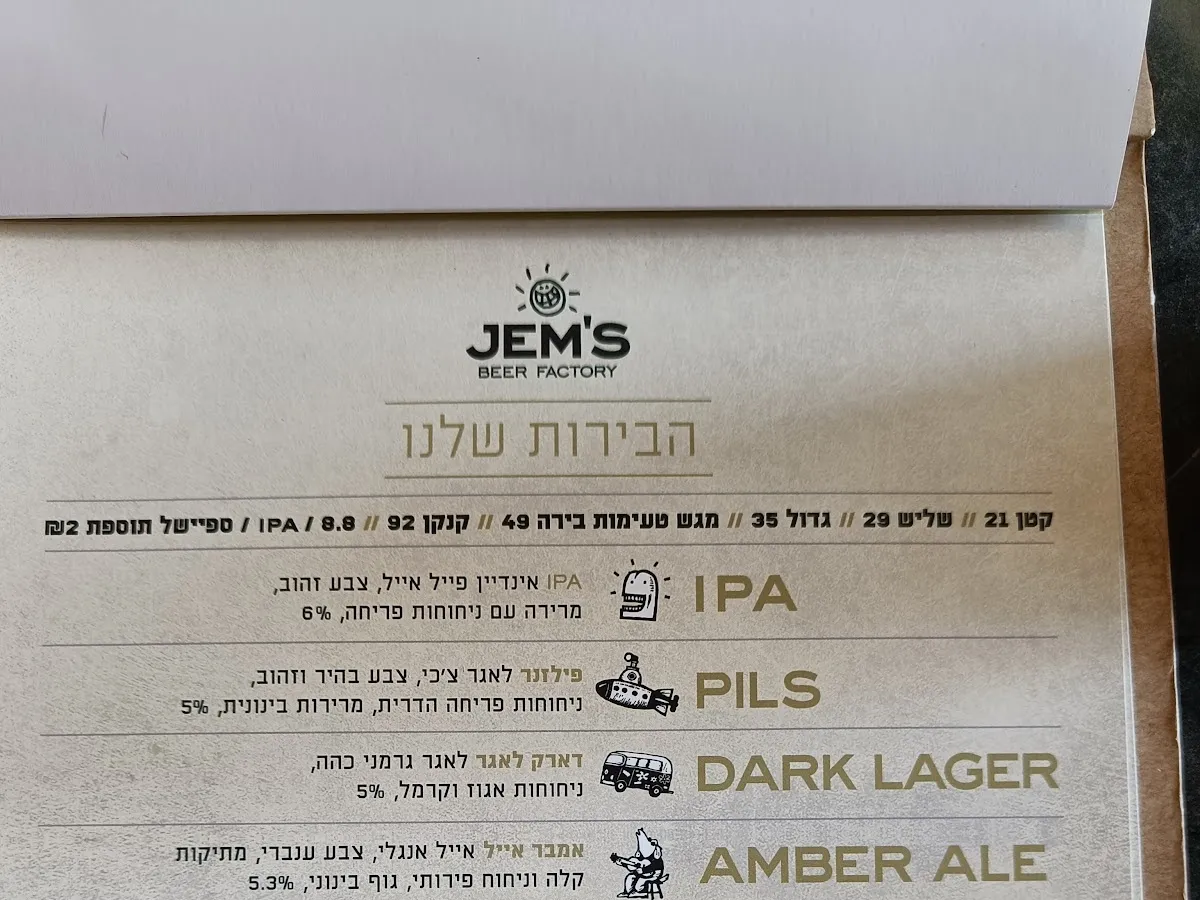 JEM'S
BEER FACTORY
הבירות שלנו
קטן 21 // שליש 29 // גדול 35 // מגש טעימות בירה 49 // קנקן 92 // 8.8 / IPA / ספיישל תוספת 2₪
IPA
IPA אינדיין פייל אייל, צבע זהוב,
מרירה עם ניחוחות פריחה, 6%
PILS
פילזנר לאגר צ'כי, צבע בהיר וזהוב,
ניחוחות פריחה הדרית, מרירות בינונית, 5%
DARK LAGER
דארק לאגר לאגר גרמני כהה,
ניחוחות אגוז וקרמל, 5%
AMBER ALE
אמבר אייל אייל אנגלי, צבע ענברי, מתיקות
קלה וניחוח פירותי, גוף בינוני, 5.3%